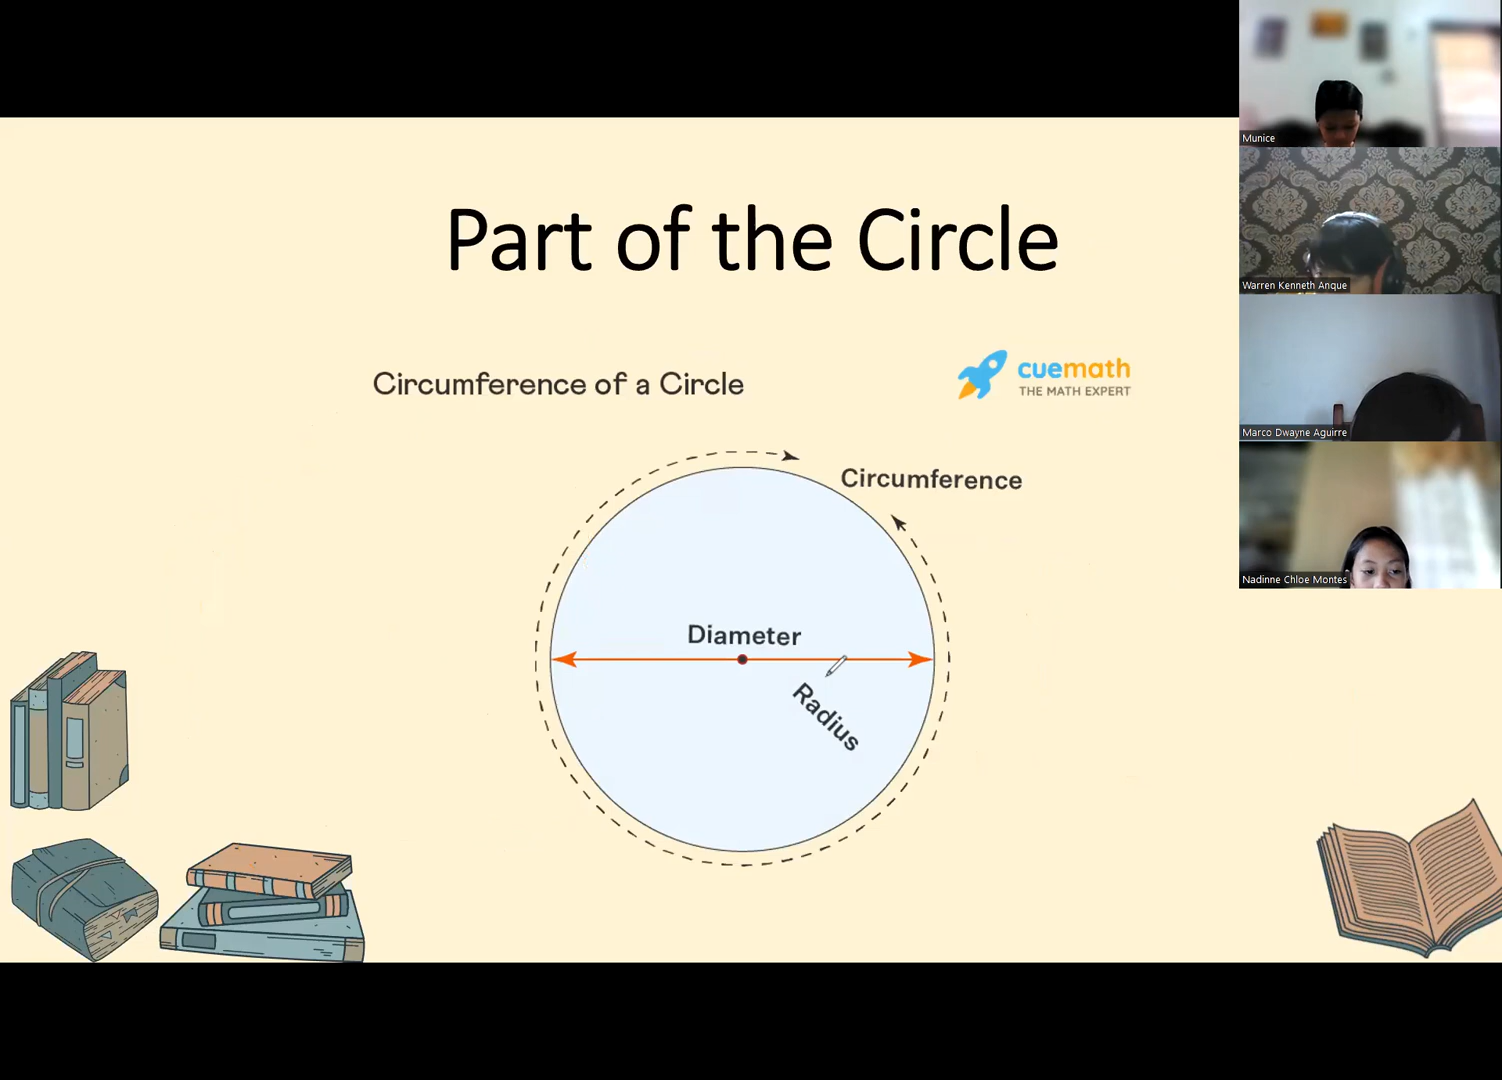 Part of the Circle
Circumference of a Circle
cuemath
THE MATH EXPERT
Circumference
Diameter
Radius
Munice
Warren Kenneth Anque
Marco Dwayne Aguirre
Nadinne Chloe Montes